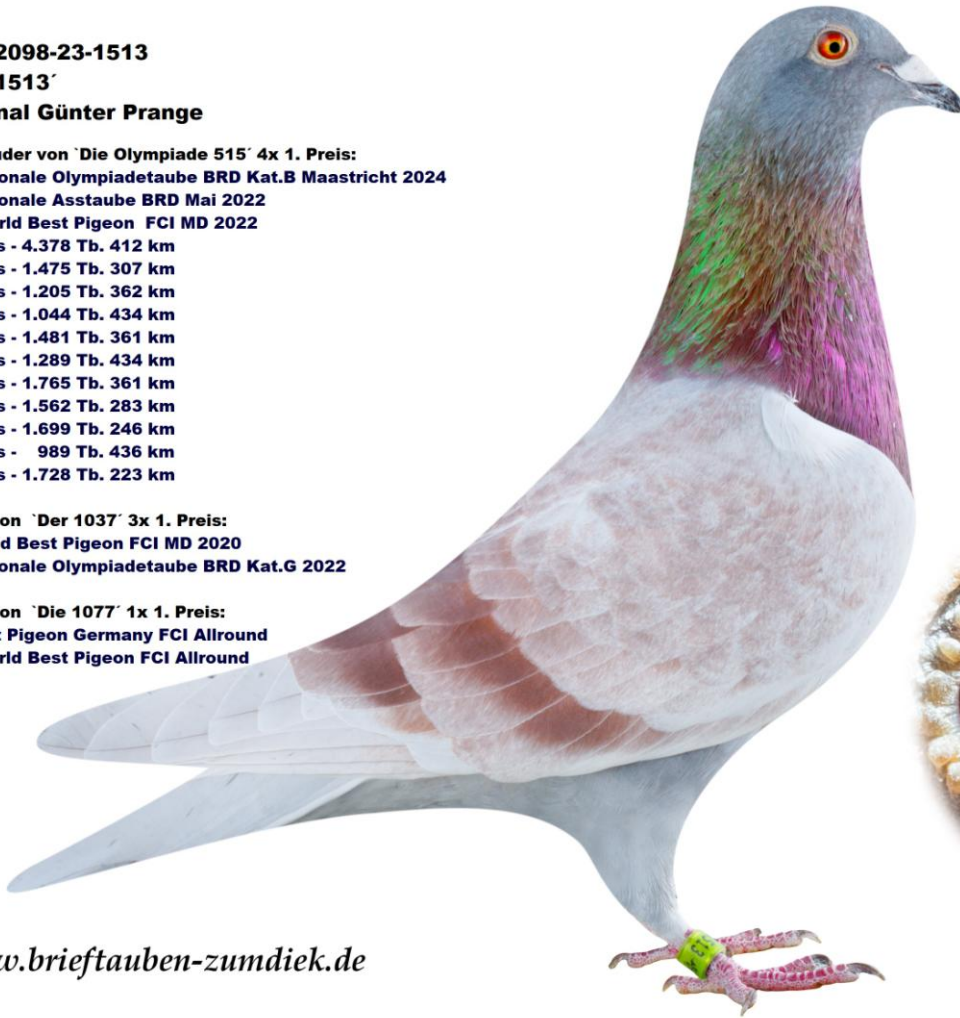 2098-23-1513
1513´
nal Günter Prange
uder von `Die Olympiade 515´ 4x 1. Preis:
onale Olympiadetaube BRD Kat.B Maastricht 2024
onale Asstaube BRD Mai 2022
rld Best Pigeon FCI MD 2022
s - 4.378 Tb. 412 km
s - 1.475 Tb. 307 km
s - 1.205 Tb. 362 km
s - 1.044 Tb. 434 km
s - 1.481 Tb. 361 km
s - 1.289 Tb. 434 km
s - 1.765 Tb. 361 km
s - 1.562 Tb. 283 km
s - 1.699 Tb. 246 km
s - 989 Tb. 436 km
s - 1.728 Tb. 223 km
on `Der 1037´ 3x 1. Preis:
d Best Pigeon FCI MD 2020
onale Olympiadetaube BRD Kat.G 2022
on `Die 1077´ 1x 1. Preis:
t Pigeon Germany FCI Allround
rld Best Pigeon FCI Allround
w.brieftauben-zumdiek.de